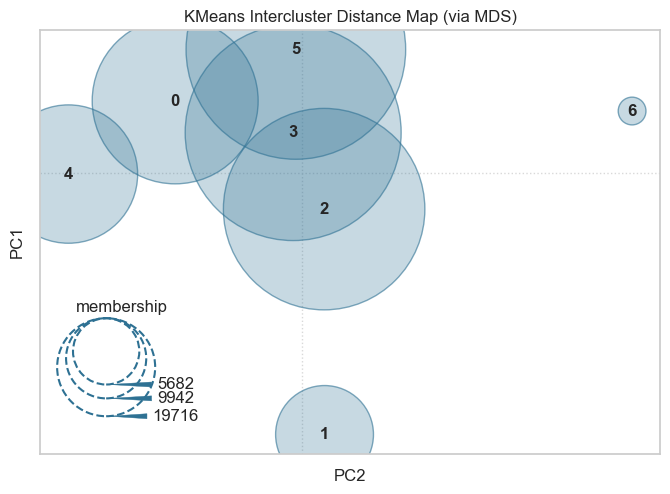 KMeans Intercluster Distance Map (via MDS)
5
0
6
3
4
2
PC1
membership
5682
9942
19716
1
PC2